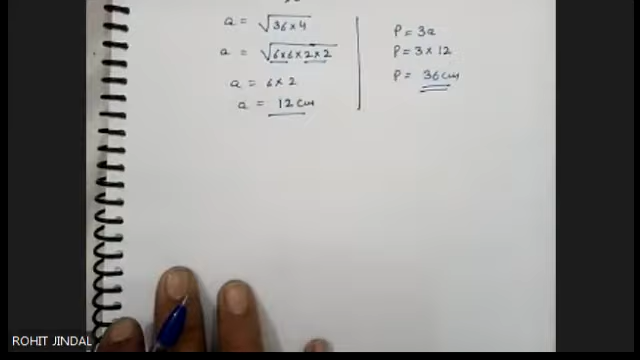 a = √36×4
a = √6×6×2×2
a = 6×2
a = 12 cm
P = 3a
P = 3 × 12
P = 36 cm
ROHIT JINDAL